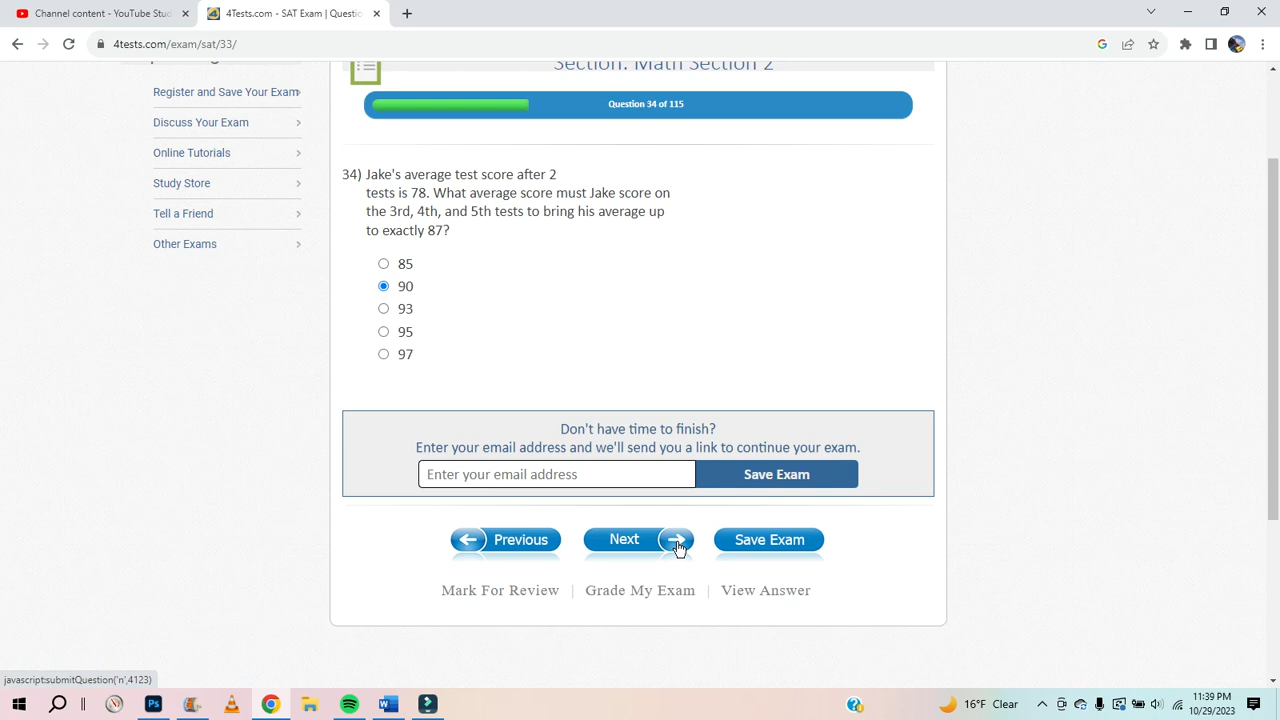 Channel content - YouTube Stud
4Tests.com - SAT Exam | Questio
4tests.com/exam/sat/33/
Section: Math Section 2
Register and Save Your Exam
Question 34 of 115
Discuss Your Exam
Online Tutorials
Study Store
Tell a Friend
Other Exams
34) Jake's average test score after 2
tests is 78. What average score must Jake score on
the 3rd, 4th, and 5th tests to bring his average up
to exactly 87?
85
90
93
95
97
Don't have time to finish?
Enter your email address and we'll send you a link to continue your exam.
Enter your email address Save Exam
Previous Next Save Exam
Mark For Review | Grade My Exam | View Answer
javascript:submitQuestion('n',4123)
16°F Clear
11:39 PM
10/29/2023